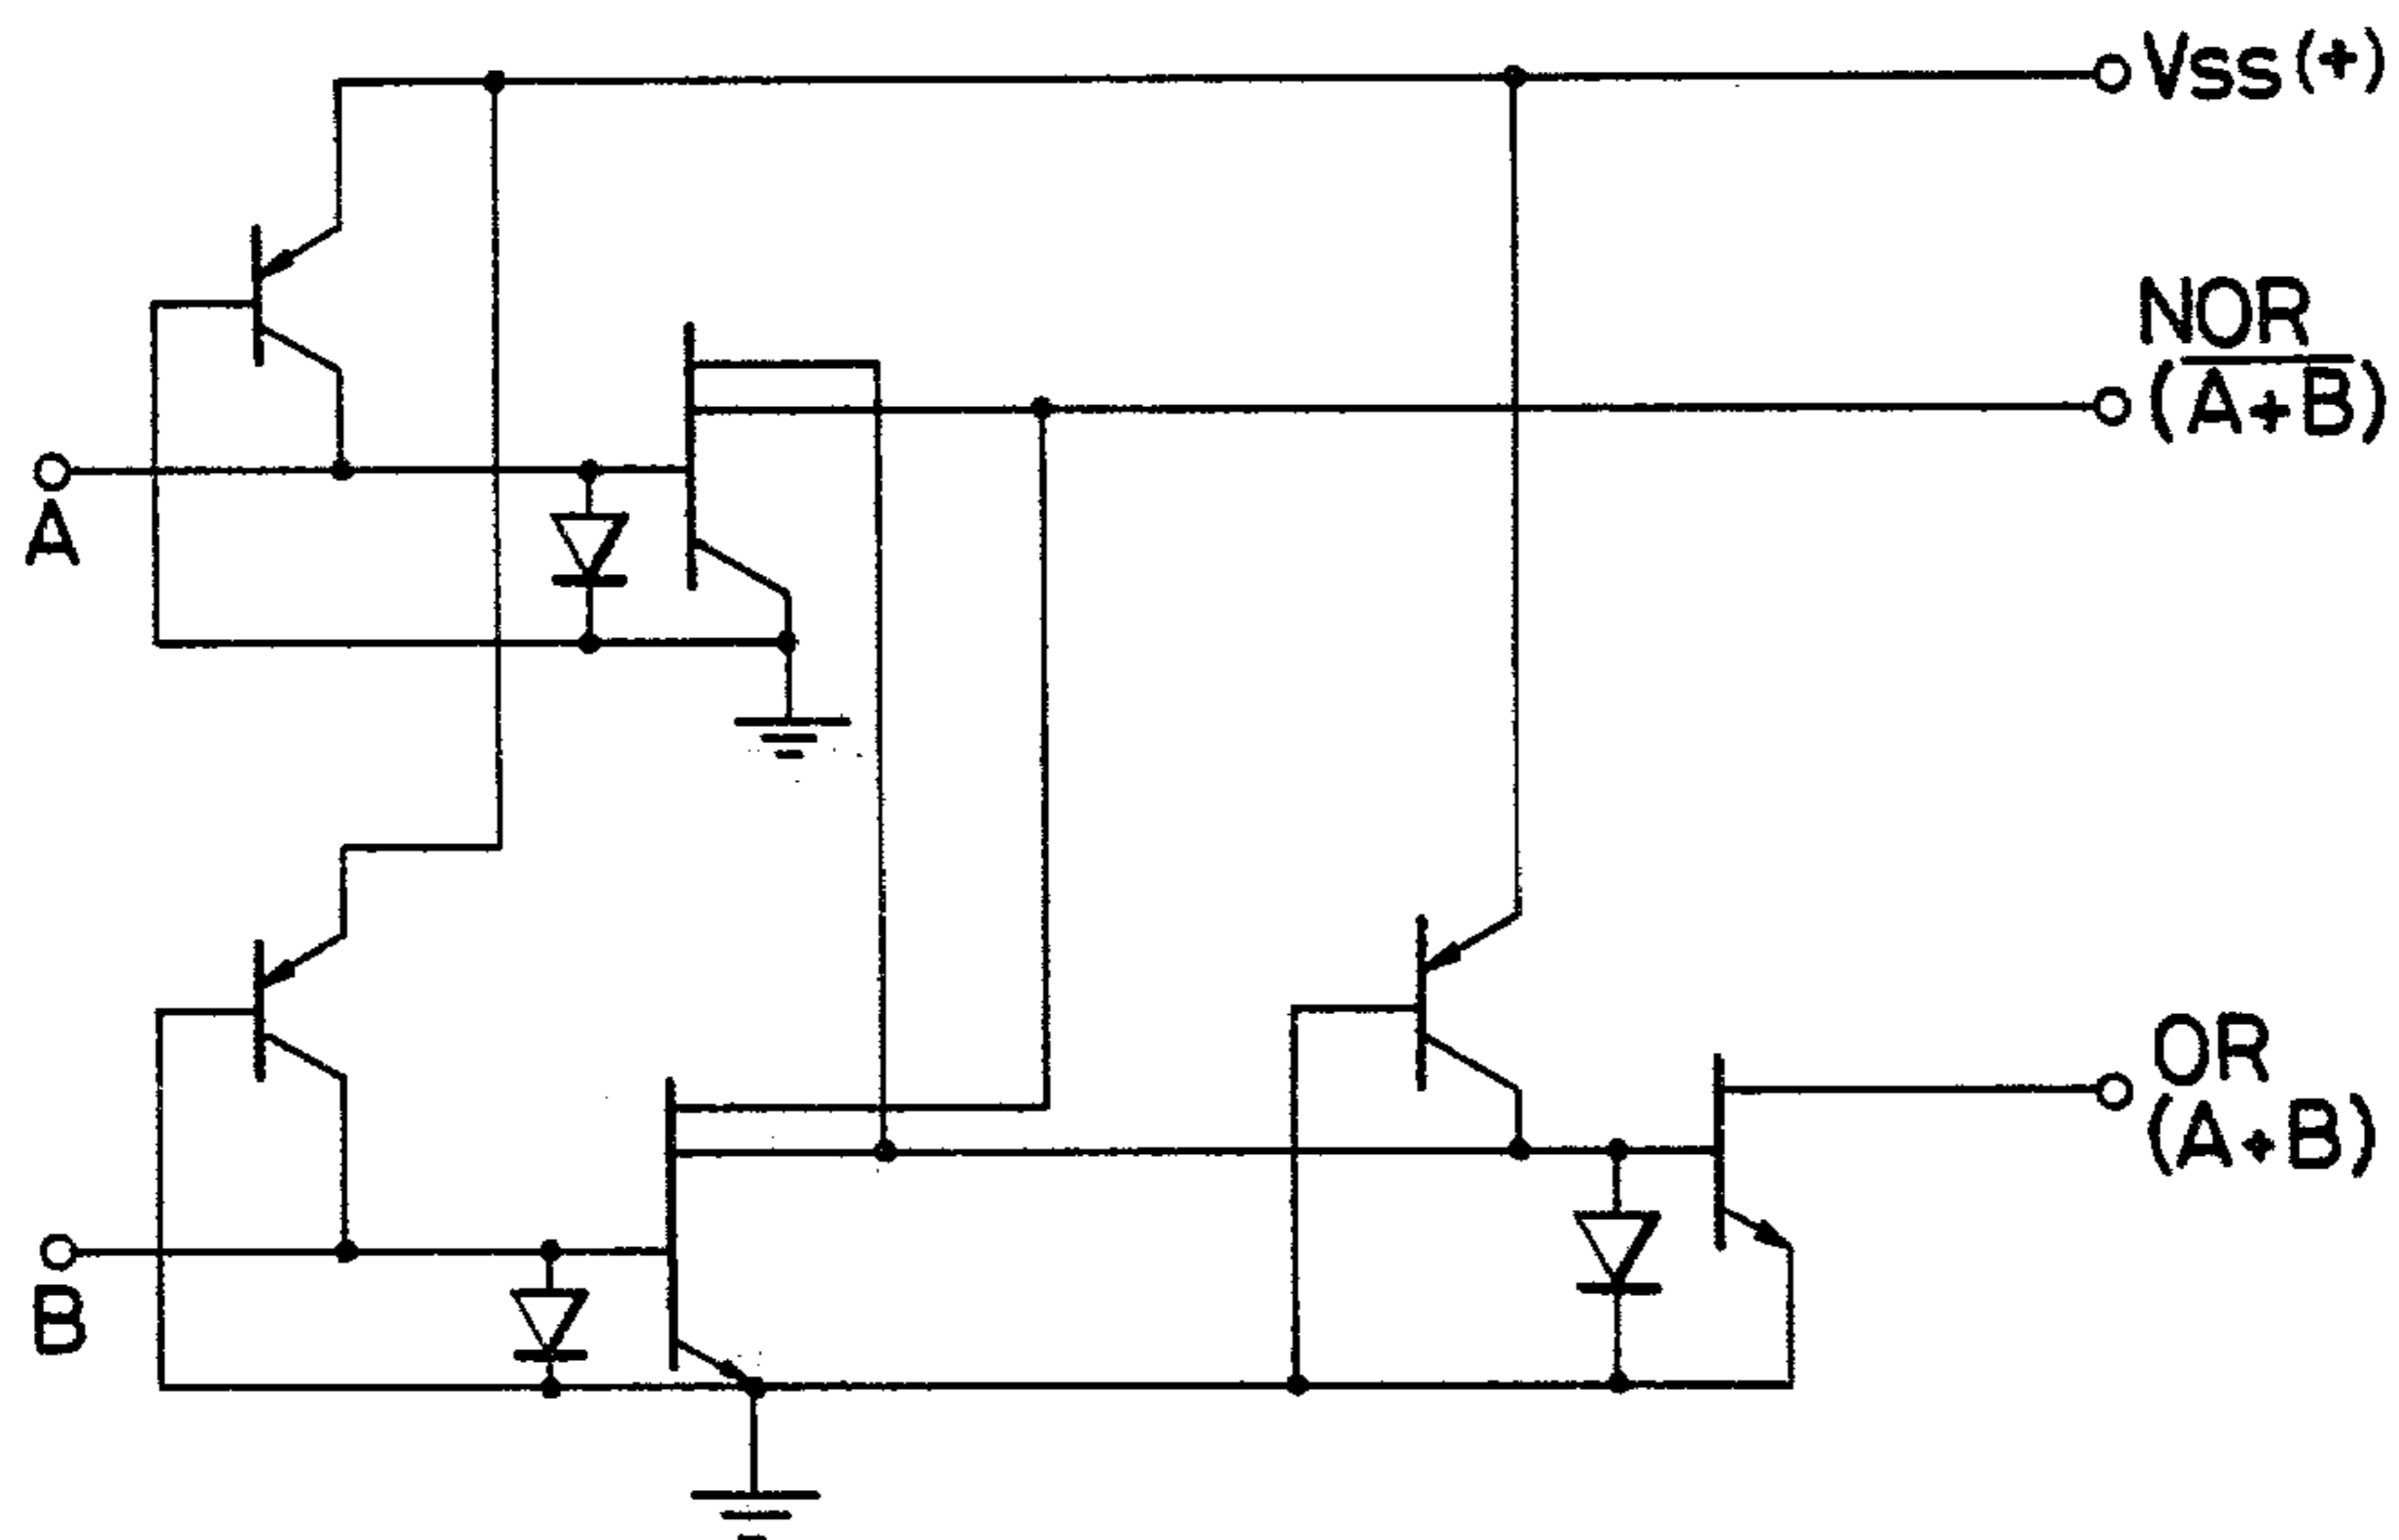 Vss(+)
NOR
(A̅+̅B̅)
A
OR
(A+B)
B